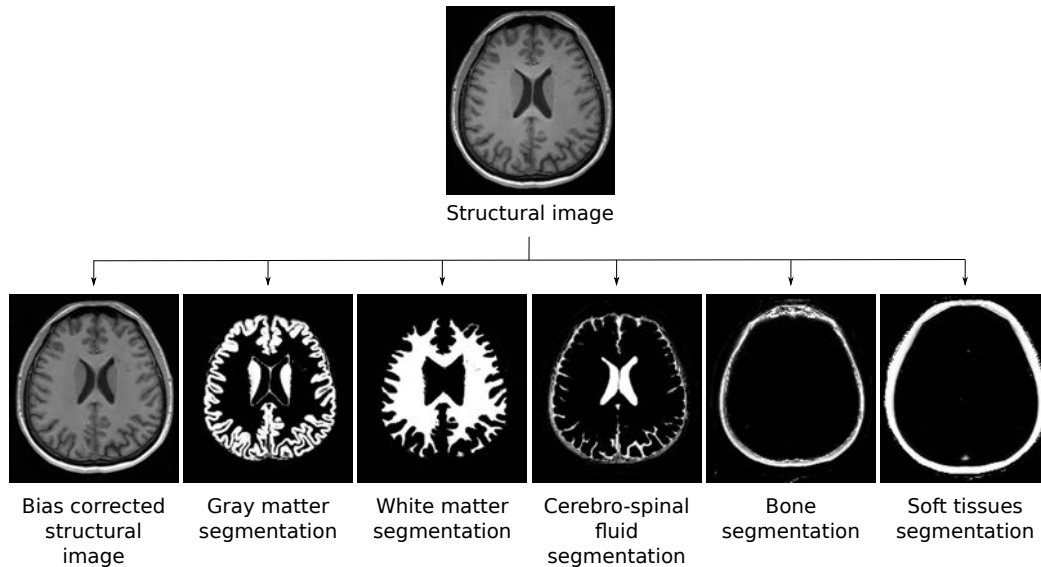 Structural image
Bias corrected
structural
image
Gray matter
segmentation
White matter
segmentation
Cerebro-spinal
fluid
segmentation
Bone
segmentation
Soft tissues
segmentation